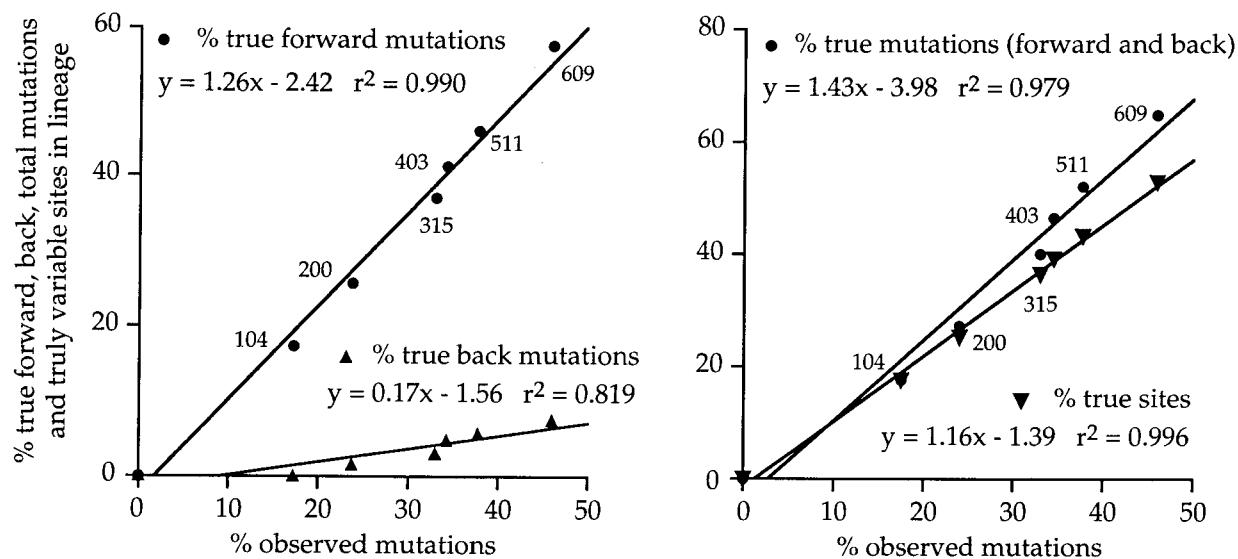 % true forward, back, total mutations
and truly variable sites in lineage
60
40
20
0
● % true forward mutations
y = 1.26x - 2.42 r² = 0.990
609
511
403
315
200
104
▲ % true back mutations
y = 0.17x - 1.56 r² = 0.819
0 10 20 30 40 50
% observed mutations
80
60
40
20
0
● % true mutations (forward and back)
y = 1.43x - 3.98 r² = 0.979
609
511
403
315
104
200
▼ % true sites
y = 1.16x - 1.39 r² = 0.996
0 10 20 30 40 50
% observed mutations